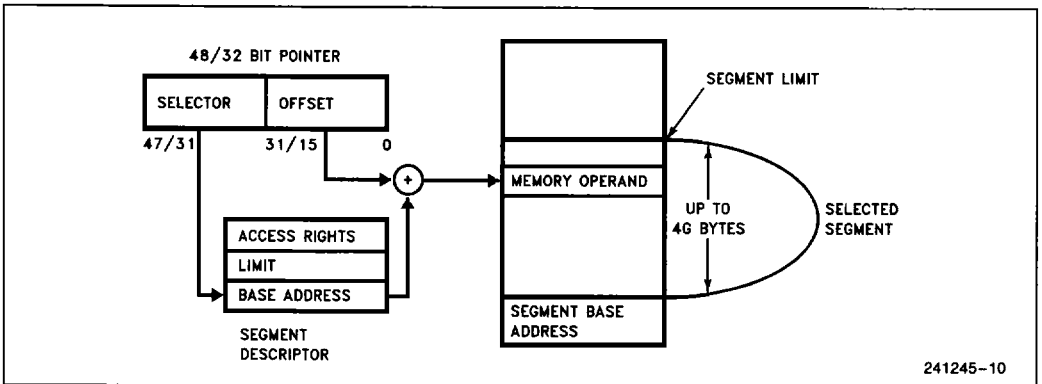 48/32 BIT POINTER
SELECTOR
OFFSET
47/31
31/15
0
+
ACCESS RIGHTS
LIMIT
BASE ADDRESS
SEGMENT
DESCRIPTOR
MEMORY OPERAND
SEGMENT BASE
ADDRESS
SEGMENT LIMIT
UP TO
4G BYTES
SELECTED
SEGMENT
241245-10